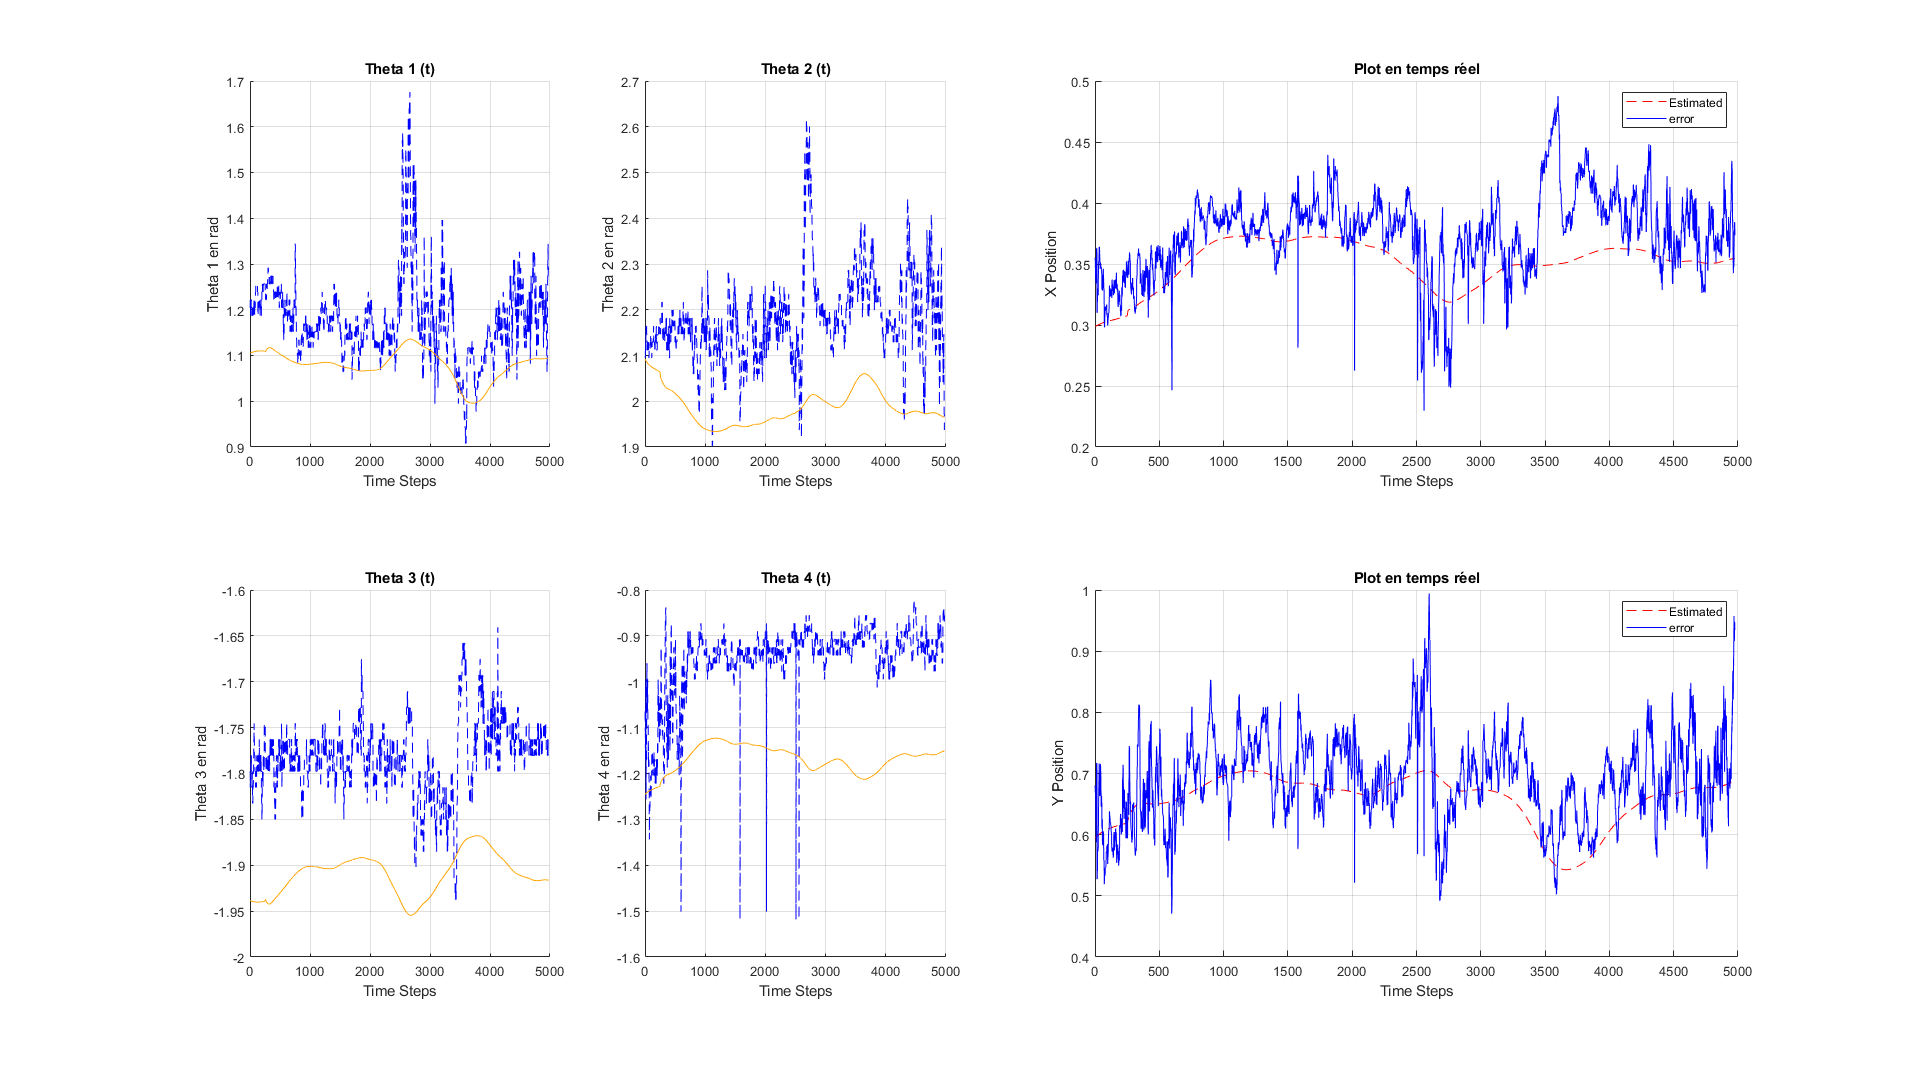 Theta 1 (t)
Theta 1 en rad
1.7
1.6
1.5
1.4
1.3
1.2
1.1
1
0.9
0 1000 2000 3000 4000 5000
Time Steps
Theta 2 (t)
Theta 2 en rad
2.7
2.6
2.5
2.4
2.3
2.2
2.1
2
1.9
0 1000 2000 3000 4000 5000
Time Steps
Plot en temps réel
X Position
0.5
0.45
0.4
0.35
0.3
0.25
0.2
Estimated
error
0 500 1000 1500 2000 2500 3000 3500 4000 4500 5000
Time Steps
Theta 3 (t)
Theta 3 en rad
-1.6
-1.65
-1.7
-1.75
-1.8
-1.85
-1.9
-1.95
-2
0 1000 2000 3000 4000 5000
Time Steps
Theta 4 (t)
Theta 4 en rad
-0.8
-0.9
-1
-1.1
-1.2
-1.3
-1.4
-1.5
-1.6
0 1000 2000 3000 4000 5000
Time Steps
Plot en temps réel
Y Position
1
0.9
0.8
0.7
0.6
0.5
0.4
Estimated
error
0 500 1000 1500 2000 2500 3000 3500 4000 4500 5000
Time Steps